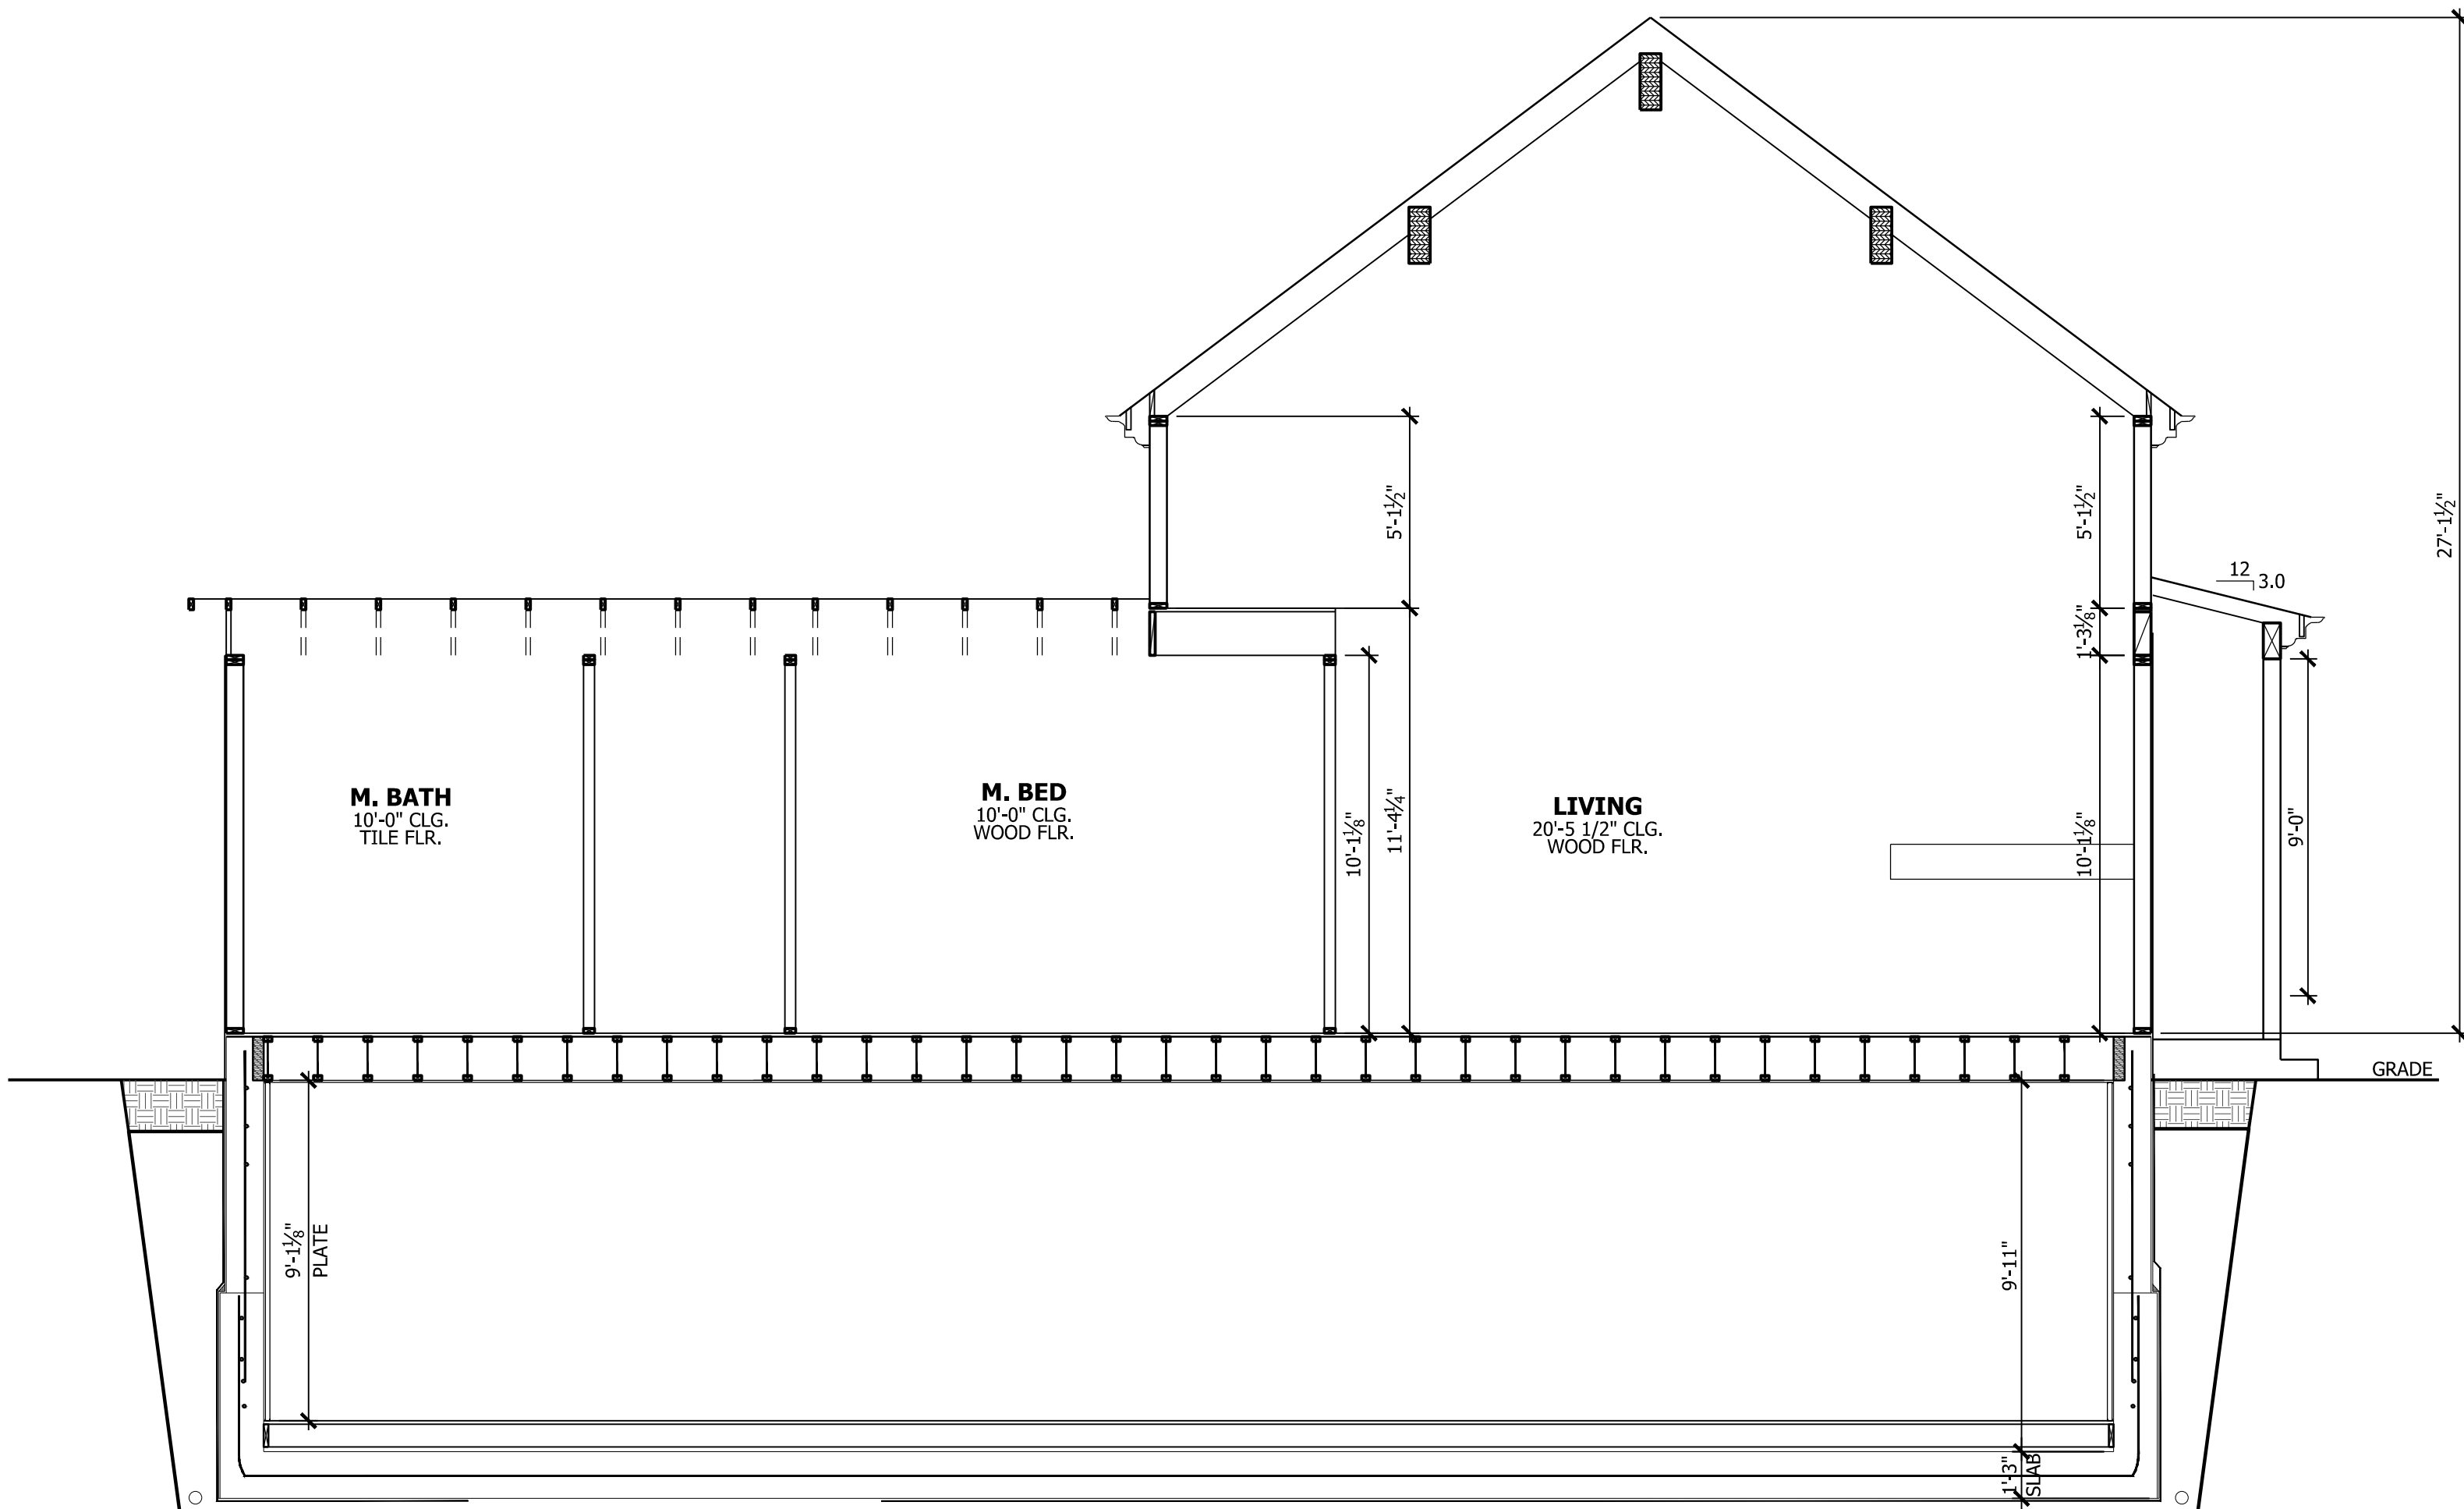 27'-1½"
5'-1½"
5'-1½"
12
3.0
1'-3⅛"
M. BATH
10'-0" CLG.
TILE FLR.
M. BED
10'-0" CLG.
WOOD FLR.
LIVING
20'-5 1/2" CLG.
WOOD FLR.
10'-1⅛"
11'-4¼"
10'-1⅛"
9'-0"
GRADE
9'-1⅛"
PLATE
9'-11"
1'-3"
SLAB